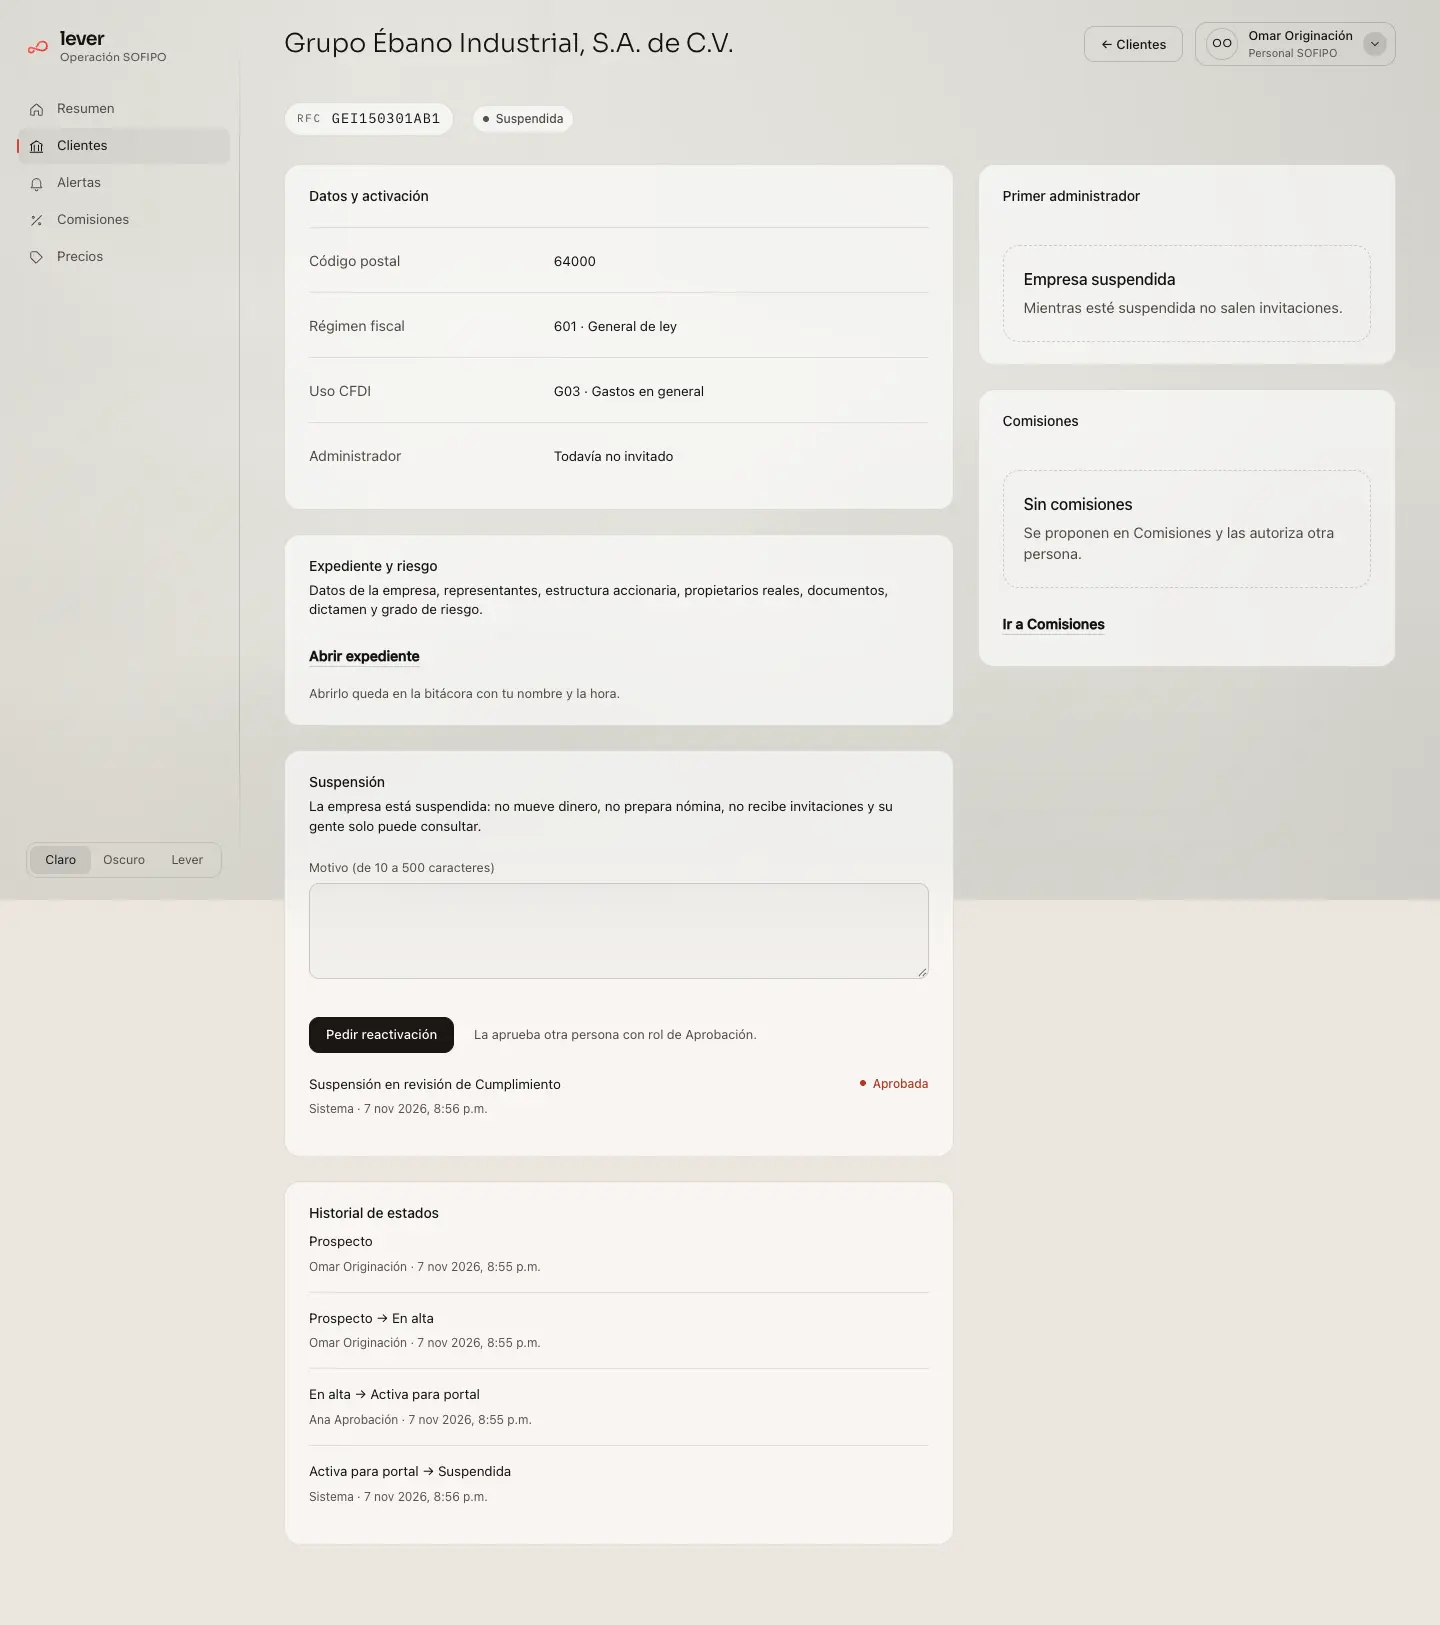 lever
Operación SOFIPO
Resumen
Clientes
Alertas
Comisiones
Precios
Claro
Oscuro
Lever
Grupo Ébano Industrial, S.A. de C.V.
← Clientes
OO
Omar Originación
Personal SOFIPO
RFC GEI150301AB1
Suspendida
Datos y activación
Código postal
64000
Régimen fiscal
601 · General de ley
Uso CFDI
G03 · Gastos en general
Administrador
Todavía no invitado
Expediente y riesgo
Datos de la empresa, representantes, estructura accionaria, propietarios reales, documentos,
dictamen y grado de riesgo.
Abrir expediente
Abrirlo queda en la bitácora con tu nombre y la hora.
Suspensión
La empresa está suspendida: no mueve dinero, no prepara nómina, no recibe invitaciones y su
gente solo puede consultar.
Motivo (de 10 a 500 caracteres)
Pedir reactivación
La aprueba otra persona con rol de Aprobación.
Suspensión en revisión de Cumplimiento
Aprobada
Sistema · 7 nov 2026, 8:56 p.m.
Historial de estados
Prospecto
Omar Originación · 7 nov 2026, 8:55 p.m.
Prospecto → En alta
Omar Originación · 7 nov 2026, 8:55 p.m.
En alta → Activa para portal
Ana Aprobación · 7 nov 2026, 8:55 p.m.
Activa para portal → Suspendida
Sistema · 7 nov 2026, 8:56 p.m.
Primer administrador
Empresa suspendida
Mientras esté suspendida no salen invitaciones.
Comisiones
Sin comisiones
Se proponen en Comisiones y las autoriza otra
persona.
Ir a Comisiones